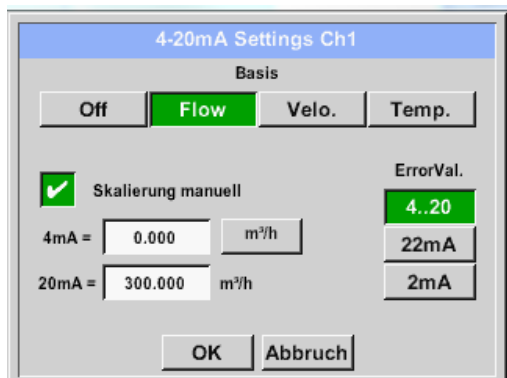 4-20mA Settings Ch1
Basis
Off Flow Velo. Temp.
ErrorVal.
Skalierung manuell
4..20
4mA = 0.000 m³/h
22mA
20mA = 300.000 m³/h
2mA
OK Abbruch